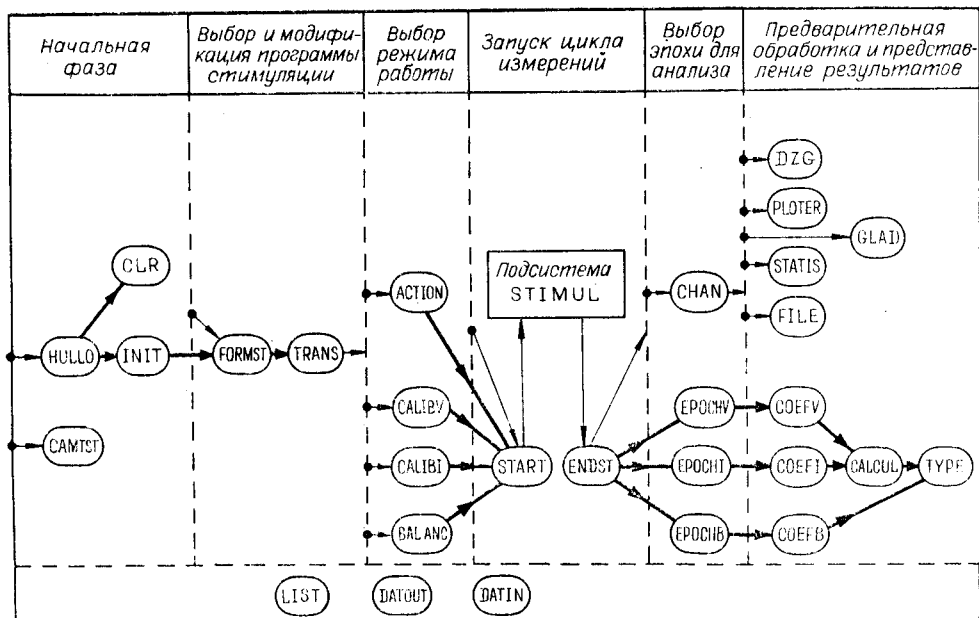 Начальная
фаза
Выбор и модифи-
кация программы
стимуляции
Выбор
режима
работы
Запуск цикла
измерений
Выбор
эпохи для
анализа
Предварительная
обработка и представ-
ление результатов
DZG
PLOTER
GLAD
STATIS
FILE
CLR
HULLO
INIT
CAMTST
FORMST
TRANS
ACTION
CALIBV
CALIBI
BALANC
Подсистема
STIMUL
START
ENDST
CHAN
EPOCHV
EPOCHI
EPOCHB
COEFV
COEFI
COEFB
CALCUL
TYPE
LIST
DATOUT
DATIN